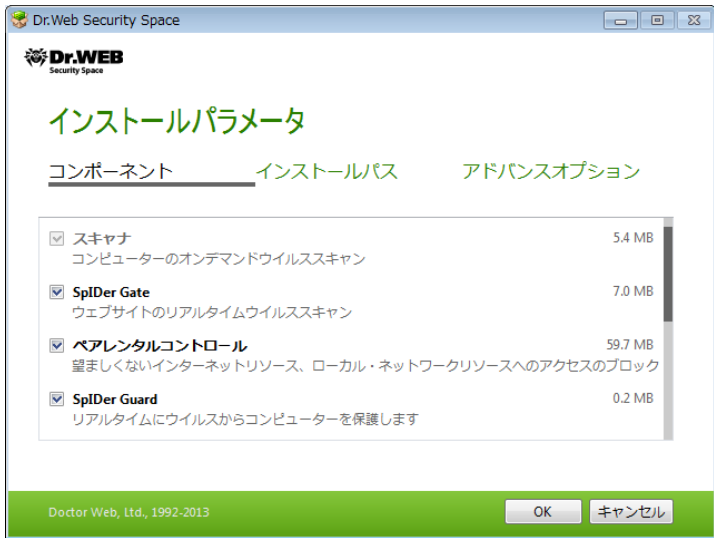 Dr.Web Security Space
Dr.WEB
Security Space
インストールパラメータ
コンポーネント インストールパス アドバンスオプション
スキャナ 5.4 MB
コンピューターのオンデマンドウイルススキャン
SpIDer Gate 7.0 MB
ウェブサイトのリアルタイムウイルススキャン
ペアレンタルコントロール 59.7 MB
望ましくないインターネットリソース、ローカル・ネットワークリソースへのアクセスのブロック
SpIDer Guard 0.2 MB
リアルタイムにウイルスからコンピューターを保護します
Doctor Web, Ltd., 1992-2013 OK キャンセル